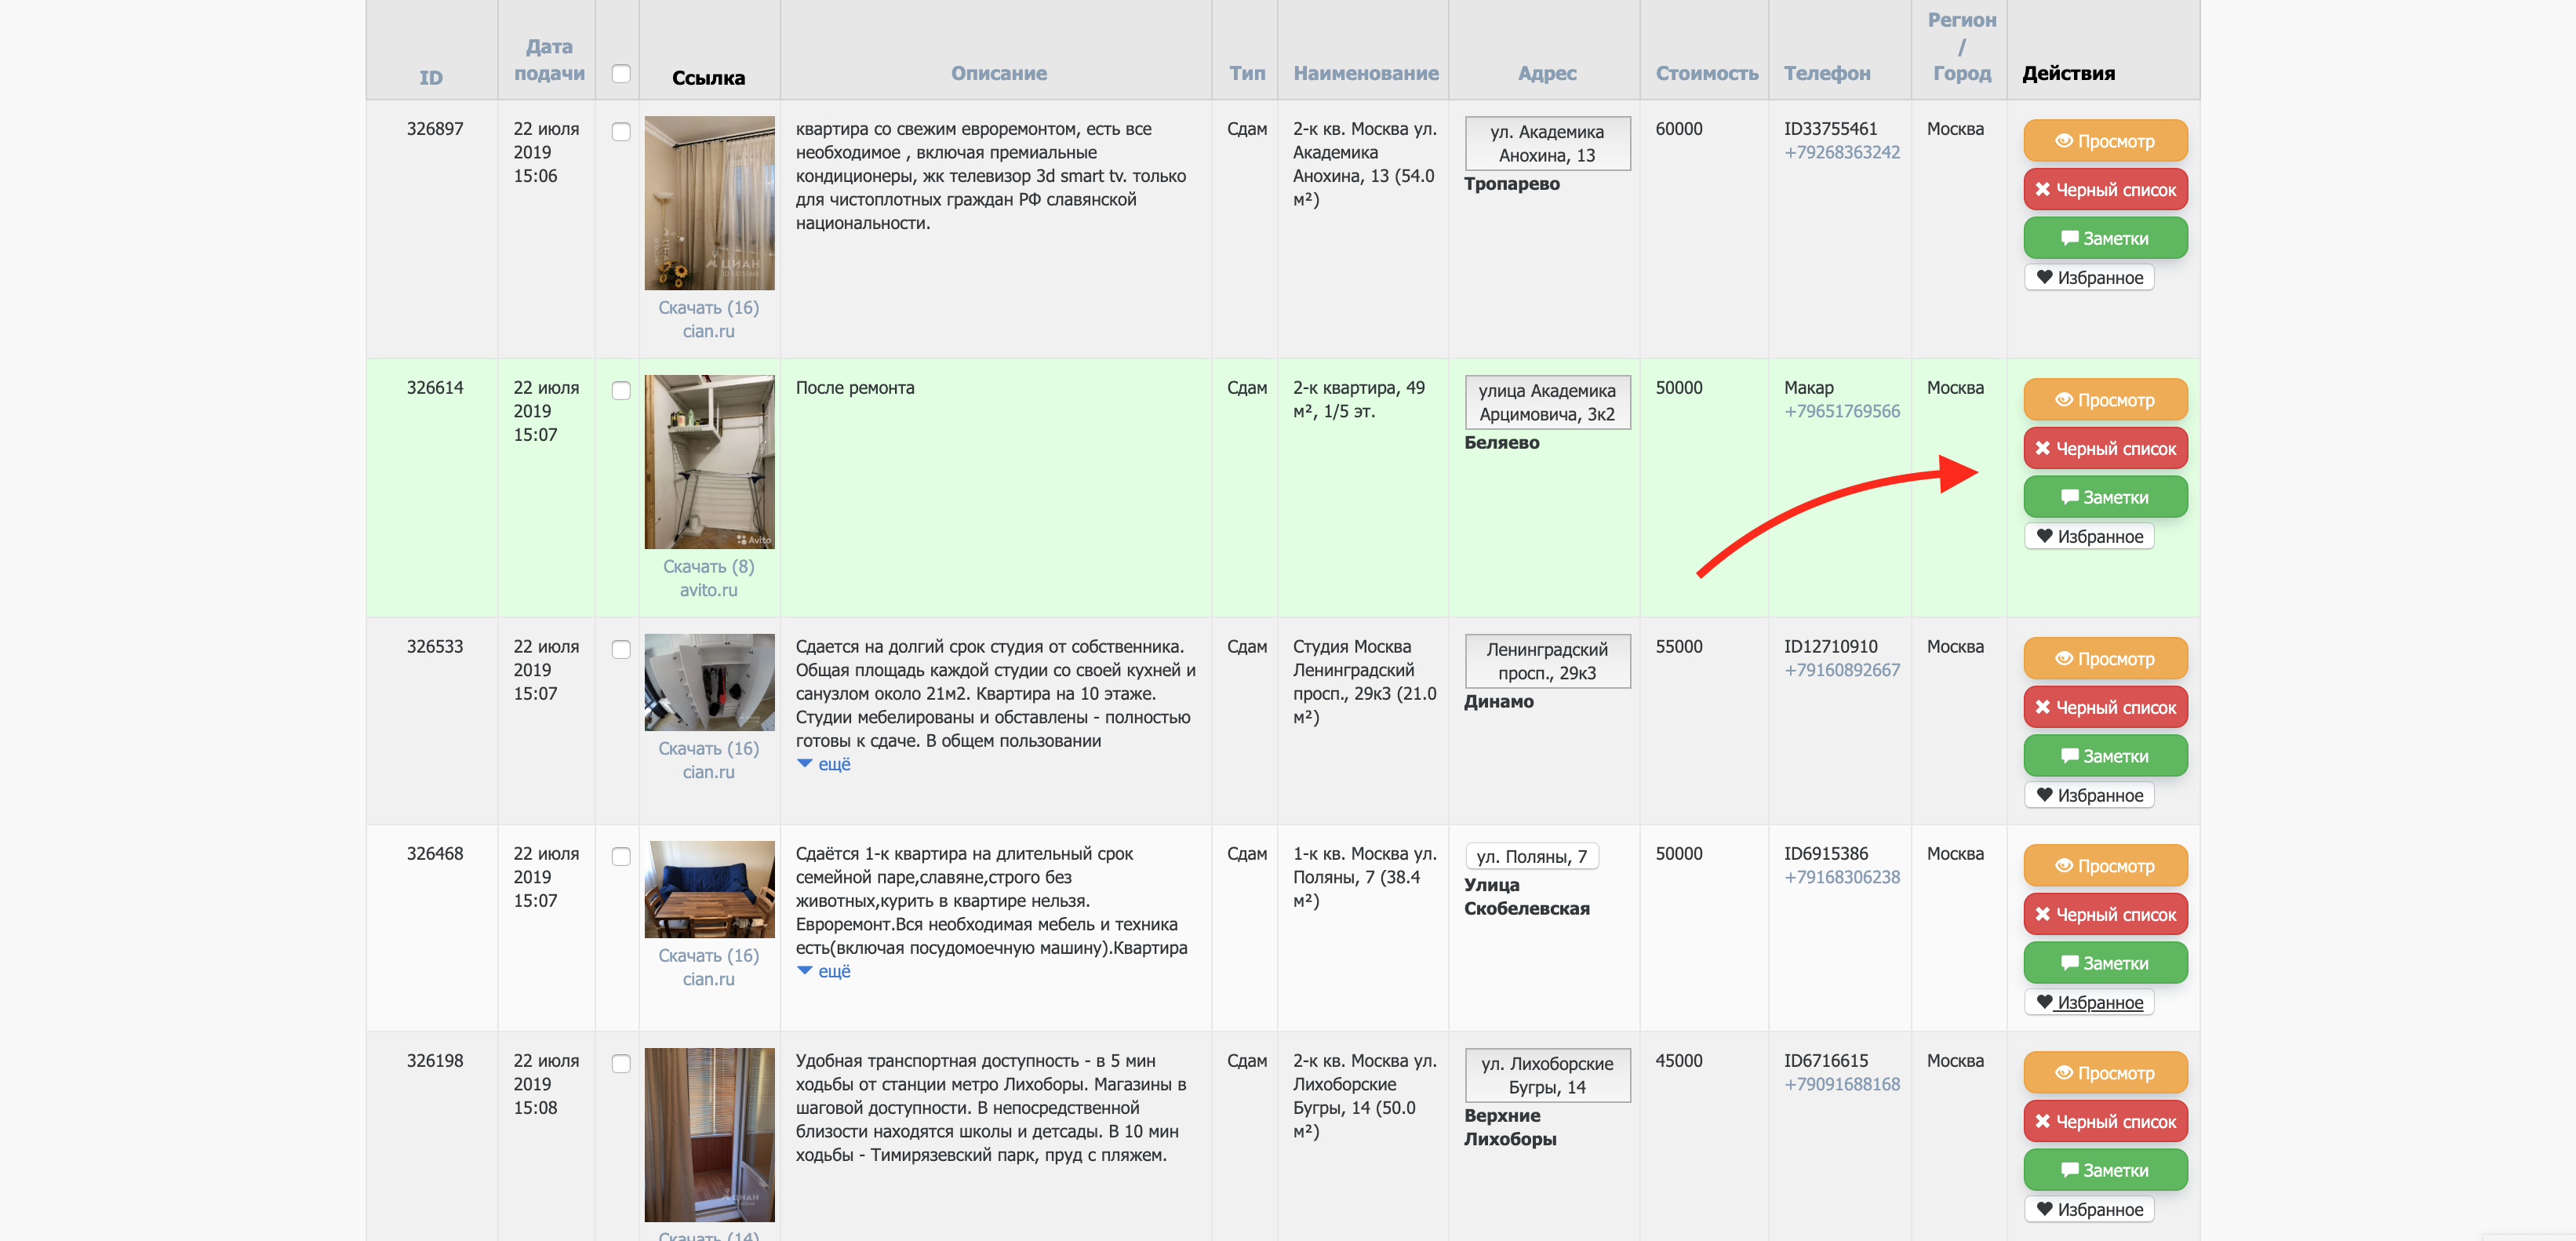 ID
Дата
подачи
Ссылка
Описание
Тип
Наименование
Адрес
Стоимость
Телефон
Регион
/
Город
Действия
326897
22 июля
2019
15:06
ЦИАН
Скачать (16)
cian.ru
квартира со свежим евроремонтом, есть все
необходимое , включая премиальные
кондиционеры, жк телевизор 3d smart tv. только
для чистоплотных граждан РФ славянской
национальности.
Сдам
2-к кв. Москва ул.
Академика
Анохина, 13 (54.0
м²)
ул. Академика
Анохина, 13
Тропарево
60000
ID33755461
+79268363242
Москва
Просмотр
Черный список
Заметки
Избранное
326614
22 июля
2019
15:07
Avito
Скачать (8)
avito.ru
После ремонта
Сдам
2-к квартира, 49
м², 1/5 эт.
улица Академика
Арцимовича, 3к2
Беляево
50000
Макар
+79651769566
Москва
Просмотр
Черный список
Заметки
Избранное
326533
22 июля
2019
15:07
Скачать (16)
cian.ru
Сдается на долгий срок студия от собственника.
Общая площадь каждой студии со своей кухней и
санузлом около 21м2. Квартира на 10 этаже.
Студии мебелированы и обставлены - полностью
готовы к сдаче. В общем пользовании
ещё
Сдам
Студия Москва
Ленинградский
просп., 29к3 (21.0
м²)
Ленинградский
просп., 29к3
Динамо
55000
ID12710910
+79160892667
Москва
Просмотр
Черный список
Заметки
Избранное
326468
22 июля
2019
15:07
Скачать (16)
cian.ru
Сдаётся 1-к квартира на длительный срок
семейной паре,славяне,строго без
животных,курить в квартире нельзя.
Евроремонт.Вся необходимая мебель и техника
есть(включая посудомоечную машину).Квартира
ещё
Сдам
1-к кв. Москва ул.
Поляны, 7 (38.4
м²)
ул. Поляны, 7
Улица
Скобелевская
50000
ID6915386
+79168306238
Москва
Просмотр
Черный список
Заметки
Избранное
326198
22 июля
2019
15:08
ЦИАН
Скачать (14)
Удобная транспортная доступность - в 5 мин
ходьбы от станции метро Лихоборы. Магазины в
шаговой доступности. В непосредственной
близости находятся школы и детсады. В 10 мин
ходьбы - Тимирязевский парк, пруд с пляжем.
Сдам
2-к кв. Москва ул.
Лихоборские
Бугры, 14 (50.0
м²)
ул. Лихоборские
Бугры, 14
Верхние
Лихоборы
45000
ID6716615
+79091688168
Москва
Просмотр
Черный список
Заметки
Избранное